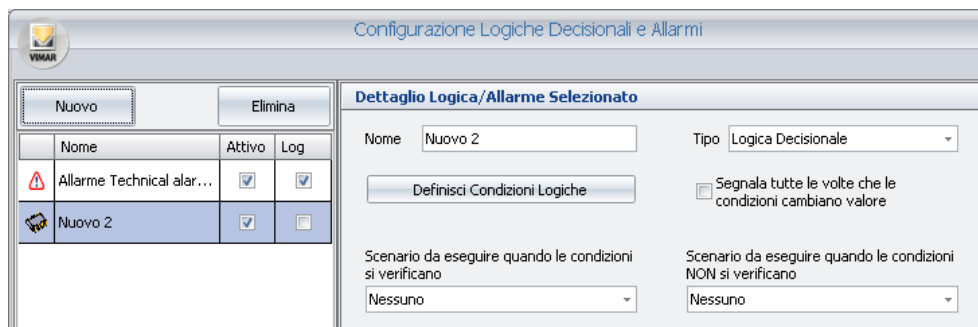 Configurazione Logiche Decisionali e Allarmi
VIMAR
Nuovo
Elimina
Nome Attivo Log
Allarme Technical alar...
Nuovo 2
Dettaglio Logica/Allarme Selezionato
Nome Nuovo 2
Tipo Logica Decisionale
Definisci Condizioni Logiche
Segnala tutte le volte che le
condizioni cambiano valore
Scenario da eseguire quando le condizioni
si verificano
Nessuno
Scenario da eseguire quando le condizioni
NON si verificano
Nessuno